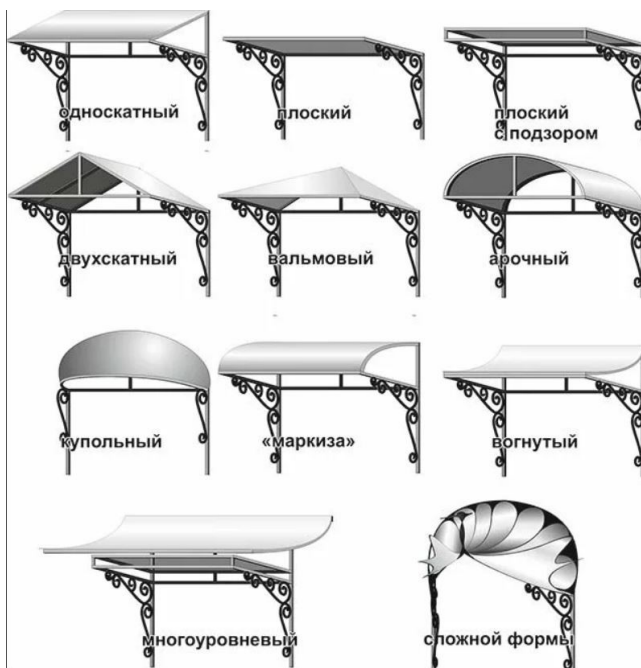 односкатный
плоский
плоский
с подзором
двухскатный
вальмовый
арочный
купольный
«маркиза»
вогнутый
многоуровневый
сложной формы